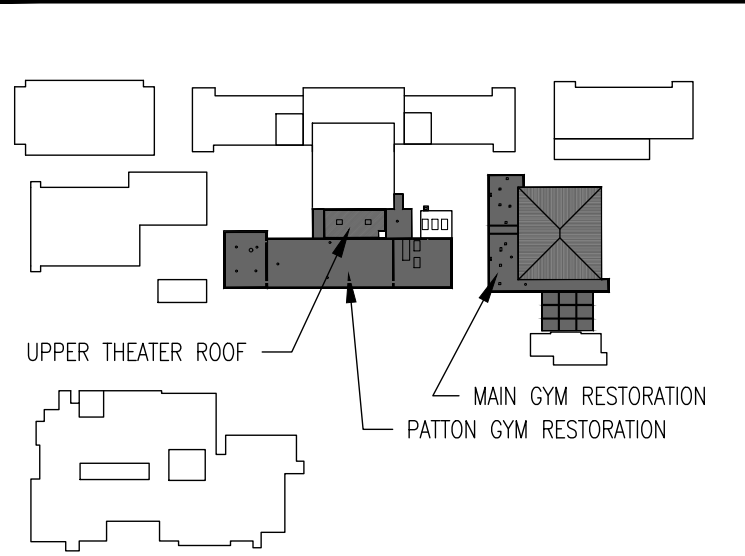 UPPER THEATER ROOF
MAIN GYM RESTORATION
PATTON GYM RESTORATION